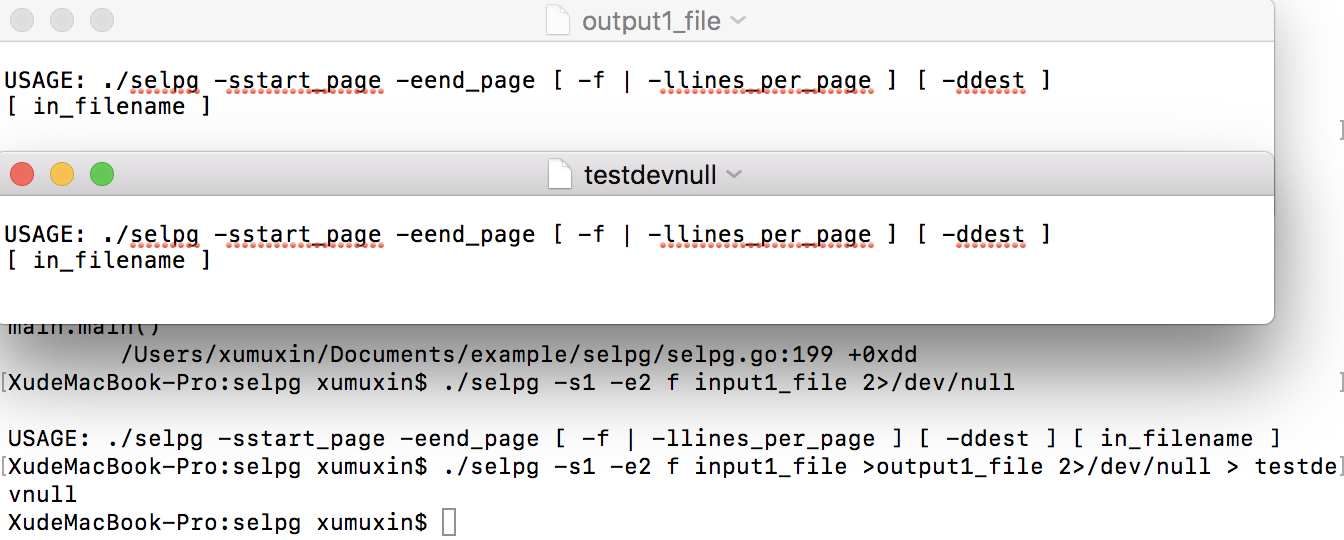 output1_file
USAGE: ./selpg -sstart_page -eend_page [ -f | -llines_per_page ] [ -ddest ]
[ in_filename ]
testdevnull
USAGE: ./selpg -sstart_page -eend_page [ -f | -llines_per_page ] [ -ddest ]
[ in_filename ]
main.main()
/Users/xumuxin/Documents/example/selpg/selpg.go:199 +0xdd
[XudeMacBook-Pro:selpg xumuxin$ ./selpg -s1 -e2 f input1_file 2>/dev/null ]
USAGE: ./selpg -sstart_page -eend_page [ -f | -llines_per_page ] [ -ddest ] [ in_filename ]
[XudeMacBook-Pro:selpg xumuxin$ ./selpg -s1 -e2 f input1_file >output1_file 2>/dev/null > testde]
vnull
XudeMacBook-Pro:selpg xumuxin$